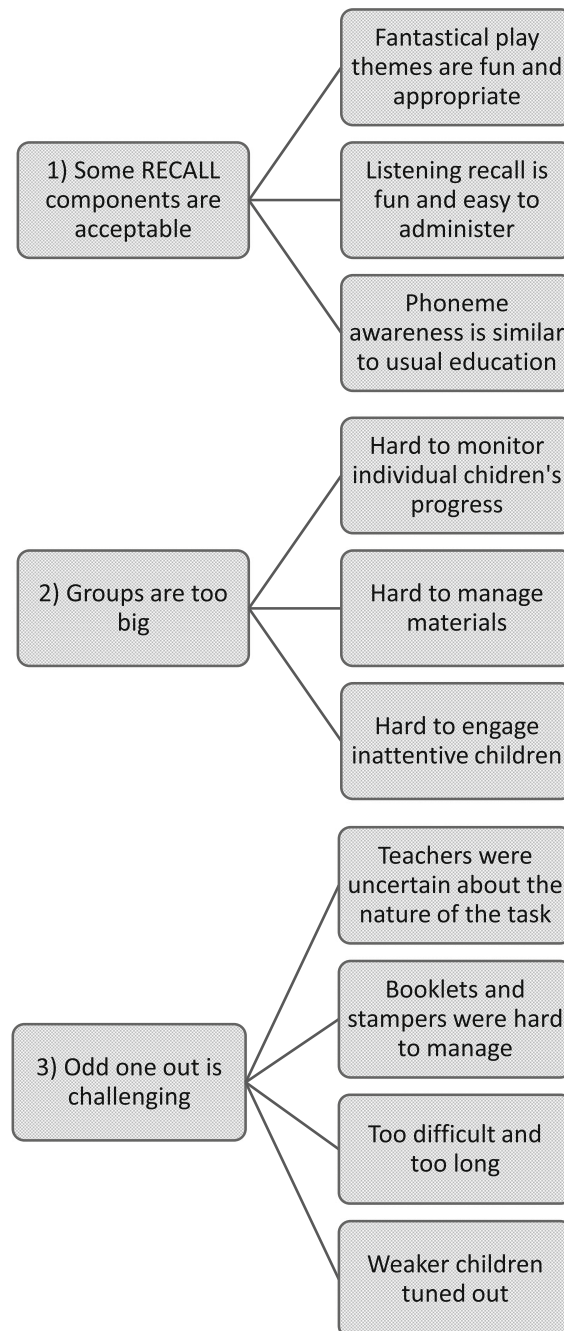 1) Some RECALL
components are
acceptable
Fantastical play
themes are fun and
appropriate
Listening recall is
fun and easy to
administer
Phoneme
awareness is similar
to usual education
2) Groups are too
big
Hard to monitor
individual chidren's
progress
Hard to manage
materials
Hard to engage
inattentive children
3) Odd one out is
challenging
Teachers were
uncertain about the
nature of the task
Booklets and
stampers were hard
to manage
Too difficult and
too long
Weaker children
tuned out